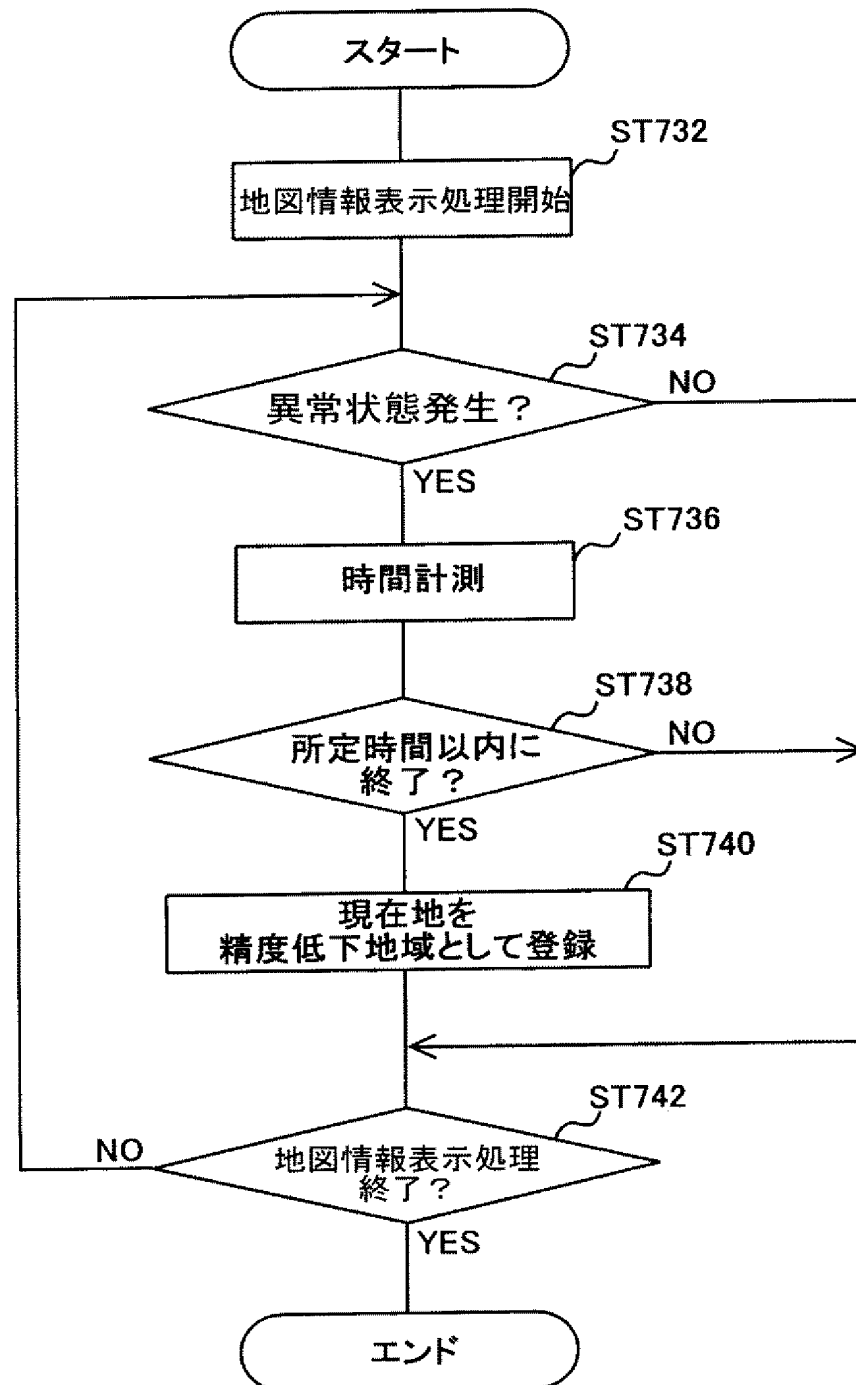 スタート
ST732
地図情報表示処理開始
ST734
異常状態発生？
NO
YES
ST736
時間計測
ST738
所定時間以内に
終了？
NO
YES
ST740
現在地を
精度低下地域として登録
ST742
地図情報表示処理
終了？
NO
YES
エンド